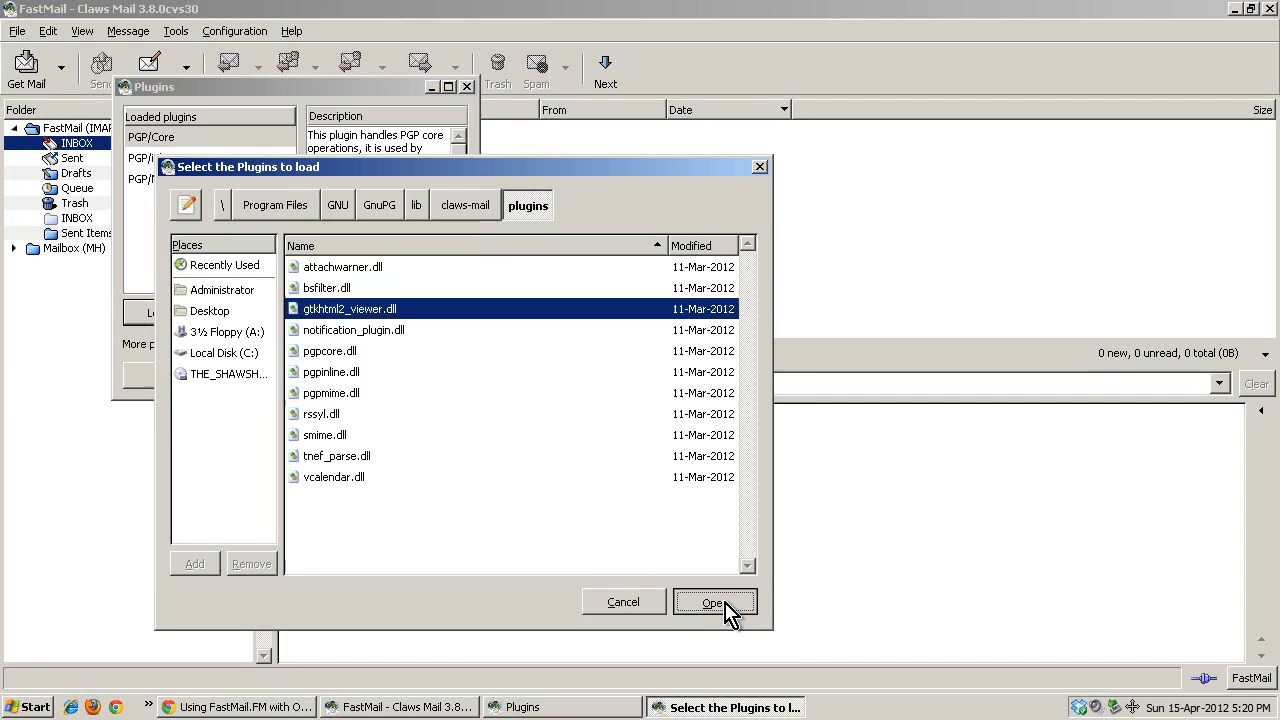 FastMail - Claws Mail 3.8.0cvs30
File Edit View Message Tools Configuration Help
Get Mail Trash Spam Next
Plugins
Folder From Date Size
Loaded plugins Description
FastMail (IMAP
PGP/Core This plugin handles PGP core
INBOX operations, it is used by
Sent
Select the Plugins to load
Drafts
Queue
Trash
\ Program Files GNU GnuPG lib claws-mail plugins
INBOX
Sent Items
Mailbox (MH)
Places Name Modified
Recently Used attachwarner.dll 11-Mar-2012
Administrator bsfilter.dll 11-Mar-2012
Desktop gtkhtml2_viewer.dll 11-Mar-2012
3½ Floppy (A:) notification_plugin.dll 11-Mar-2012
Local Disk (C:) pgpcore.dll 11-Mar-2012
THE_SHAWSH... pgpinline.dll 11-Mar-2012
pgpmime.dll 11-Mar-2012
rssyl.dll 11-Mar-2012
smime.dll 11-Mar-2012
tnef_parse.dll 11-Mar-2012
vcalendar.dll 11-Mar-2012
More p
0 new, 0 unread, 0 total (0B)
Clear
Add Remove
Cancel Open
FastMail
Start » Using FastMail.FM with O... FastMail - Claws Mail 3.8... Plugins Select the Plugins to l... Sun 15-Apr-2012 5:20 PM